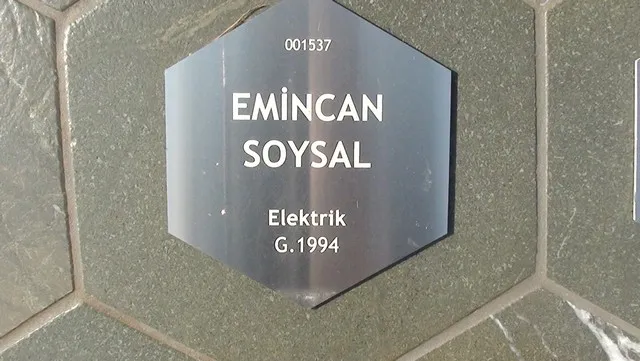 001537
EMİNCAN
SOYSAL
Elektrik
G.1994